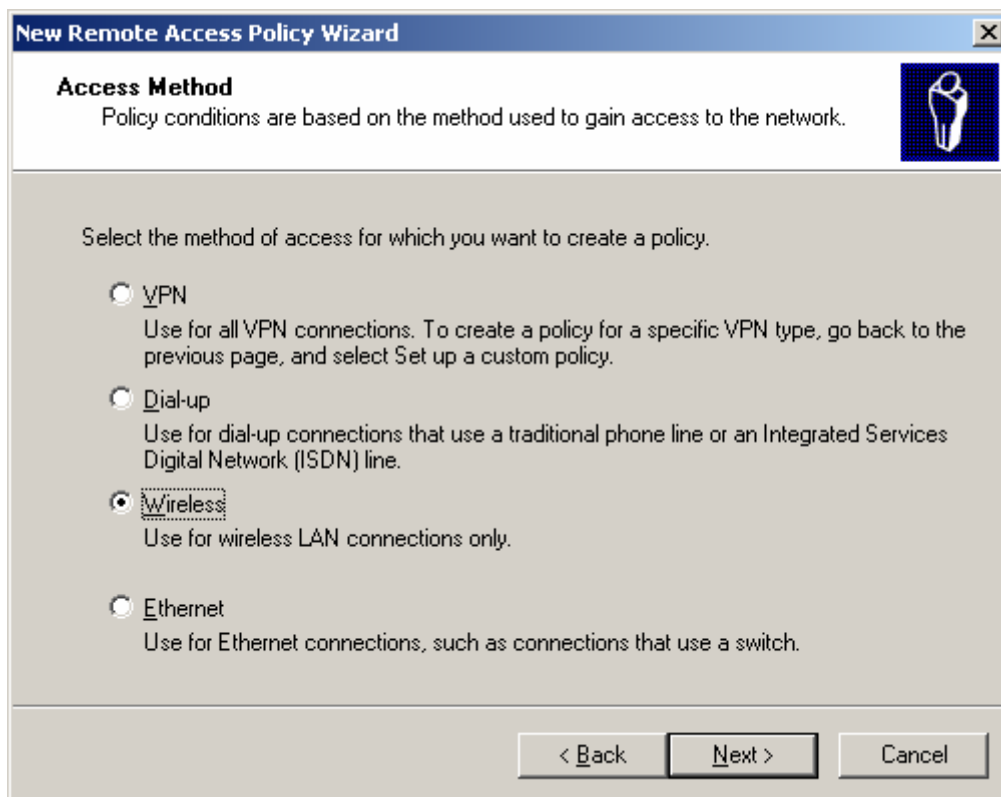 New Remote Access Policy Wizard
Access Method
Policy conditions are based on the method used to gain access to the network.
Select the method of access for which you want to create a policy.
VPN
Use for all VPN connections. To create a policy for a specific VPN type, go back to the
previous page, and select Set up a custom policy.
Dial-up
Use for dial-up connections that use a traditional phone line or an Integrated Services
Digital Network (ISDN) line.
Wireless
Use for wireless LAN connections only.
Ethernet
Use for Ethernet connections, such as connections that use a switch.
< Back Next > Cancel